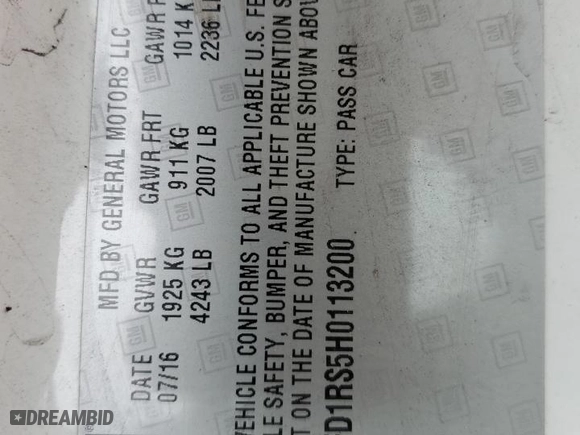 MFD BY GENERAL MOTORS LLC
DATE GVWR GAWR FRT GAWR
07/16 1925 KG 911 KG 1014 K
4243 LB 2007 LB 2236 L
VEHICLE CONFORMS TO ALL APPLICABLE U.S. FE
LE SAFETY, BUMPER, AND THEFT PREVENTION S
T ON THE DATE OF MANUFACTURE SHOWN ABOV
D1RS5H0113200 TYPE: PASS CAR
GM
DREAMBID